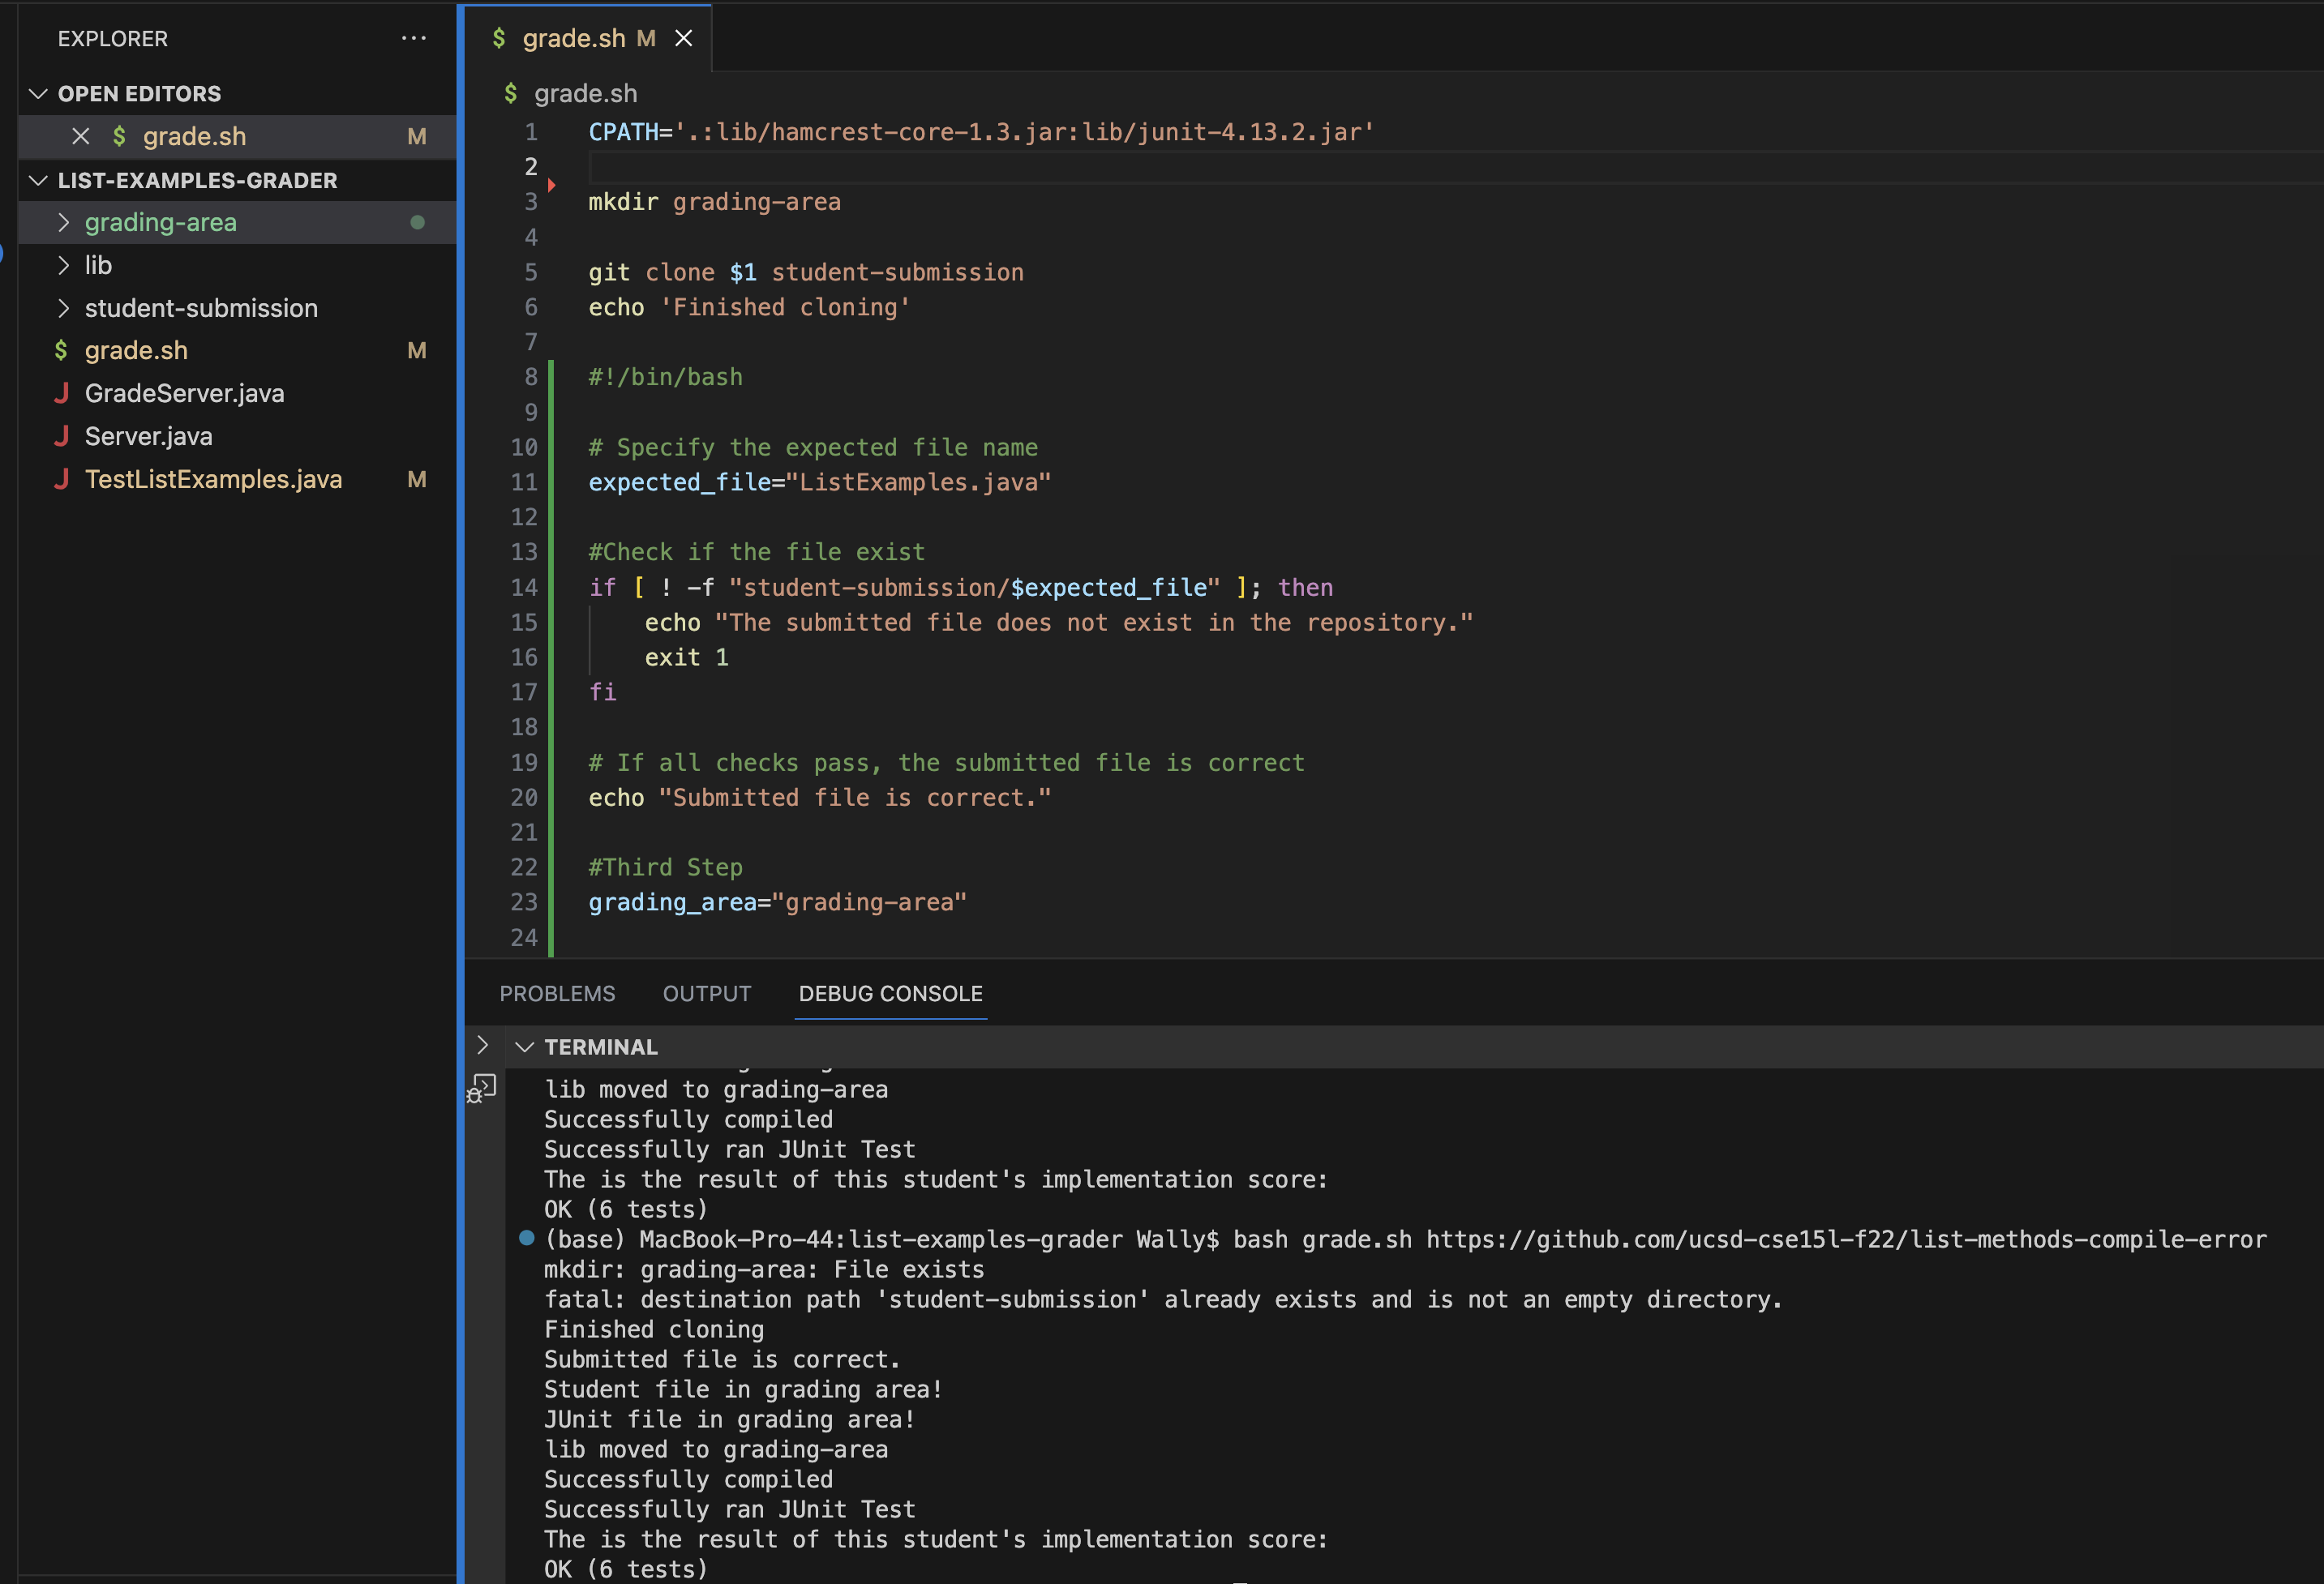 EXPLORER
OPEN EDITORS
$ grade.sh M
LIST-EXAMPLES-GRADER
grading-area
lib
student-submission
$ grade.sh M
J GradeServer.java
J Server.java
J TestListExamples.java M
$ grade.sh M
$ grade.sh
1 CPATH='.:lib/hamcrest-core-1.3.jar:lib/junit-4.13.2.jar'
2
3 mkdir grading-area
4
5 git clone $1 student-submission
6 echo 'Finished cloning'
7
8 #!/bin/bash
9
10 # Specify the expected file name
11 expected_file="ListExamples.java"
12
13 #Check if the file exist
14 if [ ! -f "student-submission/$expected_file" ]; then
15 echo "The submitted file does not exist in the repository."
16 exit 1
17 fi
18
19 # If all checks pass, the submitted file is correct
20 echo "Submitted file is correct."
21
22 #Third Step
23 grading_area="grading-area"
24
PROBLEMS OUTPUT DEBUG CONSOLE
TERMINAL
lib moved to grading-area
Successfully compiled
Successfully ran JUnit Test
The is the result of this student's implementation score:
OK (6 tests)
(base) MacBook-Pro-44:list-examples-grader Wally$ bash grade.sh https://github.com/ucsd-cse15l-f22/list-methods-compile-error
mkdir: grading-area: File exists
fatal: destination path 'student-submission' already exists and is not an empty directory.
Finished cloning
Submitted file is correct.
Student file in grading area!
JUnit file in grading area!
lib moved to grading-area
Successfully compiled
Successfully ran JUnit Test
The is the result of this student's implementation score:
OK (6 tests)